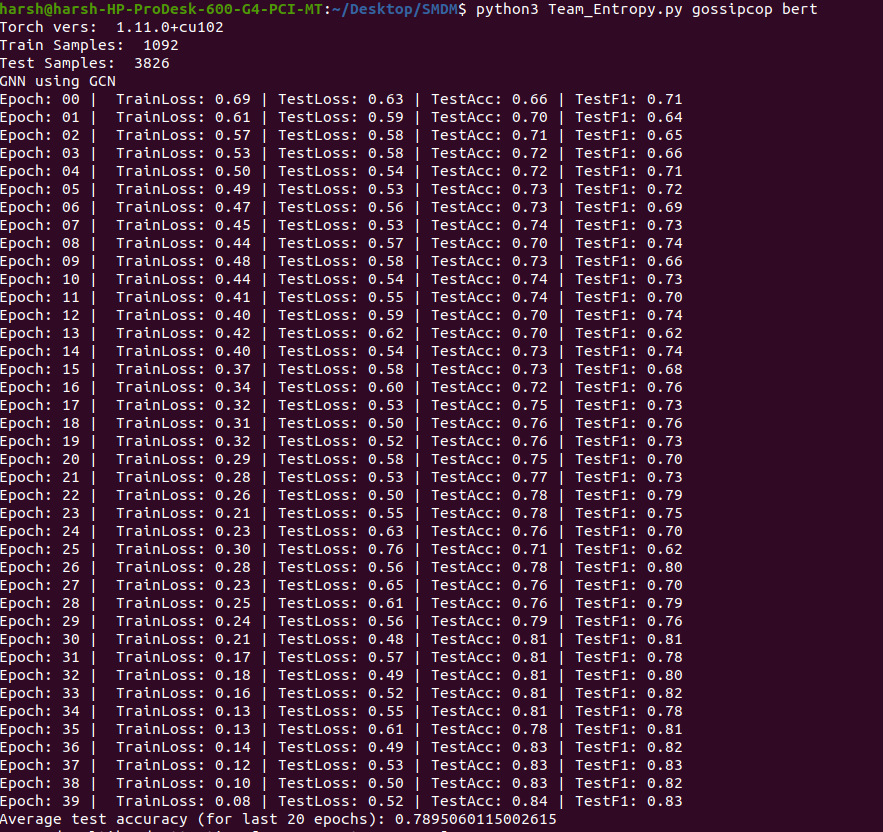 harsh@harsh-HP-ProDesk-600-G4-PCI-MT:~/Desktop/SMDM$ python3 Team_Entropy.py gossipcop bert
Torch vers:  1.11.0+cu102
Train Samples:  1092
Test Samples:  3826
GNN using GCN
Epoch: 00 |  TrainLoss: 0.69 | TestLoss: 0.63 | TestAcc: 0.66 | TestF1: 0.71
Epoch: 01 |  TrainLoss: 0.61 | TestLoss: 0.59 | TestAcc: 0.70 | TestF1: 0.64
Epoch: 02 |  TrainLoss: 0.57 | TestLoss: 0.58 | TestAcc: 0.71 | TestF1: 0.65
Epoch: 03 |  TrainLoss: 0.53 | TestLoss: 0.58 | TestAcc: 0.72 | TestF1: 0.66
Epoch: 04 |  TrainLoss: 0.50 | TestLoss: 0.54 | TestAcc: 0.72 | TestF1: 0.71
Epoch: 05 |  TrainLoss: 0.49 | TestLoss: 0.53 | TestAcc: 0.73 | TestF1: 0.72
Epoch: 06 |  TrainLoss: 0.47 | TestLoss: 0.56 | TestAcc: 0.73 | TestF1: 0.69
Epoch: 07 |  TrainLoss: 0.45 | TestLoss: 0.53 | TestAcc: 0.74 | TestF1: 0.73
Epoch: 08 |  TrainLoss: 0.44 | TestLoss: 0.57 | TestAcc: 0.70 | TestF1: 0.74
Epoch: 09 |  TrainLoss: 0.48 | TestLoss: 0.58 | TestAcc: 0.73 | TestF1: 0.66
Epoch: 10 |  TrainLoss: 0.44 | TestLoss: 0.54 | TestAcc: 0.74 | TestF1: 0.73
Epoch: 11 |  TrainLoss: 0.41 | TestLoss: 0.55 | TestAcc: 0.74 | TestF1: 0.70
Epoch: 12 |  TrainLoss: 0.40 | TestLoss: 0.59 | TestAcc: 0.70 | TestF1: 0.74
Epoch: 13 |  TrainLoss: 0.42 | TestLoss: 0.62 | TestAcc: 0.70 | TestF1: 0.62
Epoch: 14 |  TrainLoss: 0.40 | TestLoss: 0.54 | TestAcc: 0.73 | TestF1: 0.74
Epoch: 15 |  TrainLoss: 0.37 | TestLoss: 0.58 | TestAcc: 0.73 | TestF1: 0.68
Epoch: 16 |  TrainLoss: 0.34 | TestLoss: 0.60 | TestAcc: 0.72 | TestF1: 0.76
Epoch: 17 |  TrainLoss: 0.32 | TestLoss: 0.53 | TestAcc: 0.75 | TestF1: 0.73
Epoch: 18 |  TrainLoss: 0.31 | TestLoss: 0.50 | TestAcc: 0.76 | TestF1: 0.76
Epoch: 19 |  TrainLoss: 0.32 | TestLoss: 0.52 | TestAcc: 0.76 | TestF1: 0.73
Epoch: 20 |  TrainLoss: 0.29 | TestLoss: 0.58 | TestAcc: 0.75 | TestF1: 0.70
Epoch: 21 |  TrainLoss: 0.28 | TestLoss: 0.53 | TestAcc: 0.77 | TestF1: 0.73
Epoch: 22 |  TrainLoss: 0.26 | TestLoss: 0.50 | TestAcc: 0.78 | TestF1: 0.79
Epoch: 23 |  TrainLoss: 0.21 | TestLoss: 0.55 | TestAcc: 0.78 | TestF1: 0.75
Epoch: 24 |  TrainLoss: 0.23 | TestLoss: 0.63 | TestAcc: 0.76 | TestF1: 0.70
Epoch: 25 |  TrainLoss: 0.30 | TestLoss: 0.76 | TestAcc: 0.71 | TestF1: 0.62
Epoch: 26 |  TrainLoss: 0.28 | TestLoss: 0.56 | TestAcc: 0.78 | TestF1: 0.80
Epoch: 27 |  TrainLoss: 0.23 | TestLoss: 0.65 | TestAcc: 0.76 | TestF1: 0.70
Epoch: 28 |  TrainLoss: 0.25 | TestLoss: 0.61 | TestAcc: 0.76 | TestF1: 0.79
Epoch: 29 |  TrainLoss: 0.24 | TestLoss: 0.56 | TestAcc: 0.79 | TestF1: 0.76
Epoch: 30 |  TrainLoss: 0.21 | TestLoss: 0.48 | TestAcc: 0.81 | TestF1: 0.81
Epoch: 31 |  TrainLoss: 0.17 | TestLoss: 0.57 | TestAcc: 0.81 | TestF1: 0.78
Epoch: 32 |  TrainLoss: 0.18 | TestLoss: 0.49 | TestAcc: 0.81 | TestF1: 0.80
Epoch: 33 |  TrainLoss: 0.16 | TestLoss: 0.52 | TestAcc: 0.81 | TestF1: 0.82
Epoch: 34 |  TrainLoss: 0.13 | TestLoss: 0.55 | TestAcc: 0.81 | TestF1: 0.78
Epoch: 35 |  TrainLoss: 0.13 | TestLoss: 0.61 | TestAcc: 0.78 | TestF1: 0.81
Epoch: 36 |  TrainLoss: 0.14 | TestLoss: 0.49 | TestAcc: 0.83 | TestF1: 0.82
Epoch: 37 |  TrainLoss: 0.12 | TestLoss: 0.53 | TestAcc: 0.83 | TestF1: 0.83
Epoch: 38 |  TrainLoss: 0.10 | TestLoss: 0.50 | TestAcc: 0.83 | TestF1: 0.82
Epoch: 39 |  TrainLoss: 0.08 | TestLoss: 0.52 | TestAcc: 0.84 | TestF1: 0.83
Average test accuracy (for last 20 epochs): 0.7895060115002615